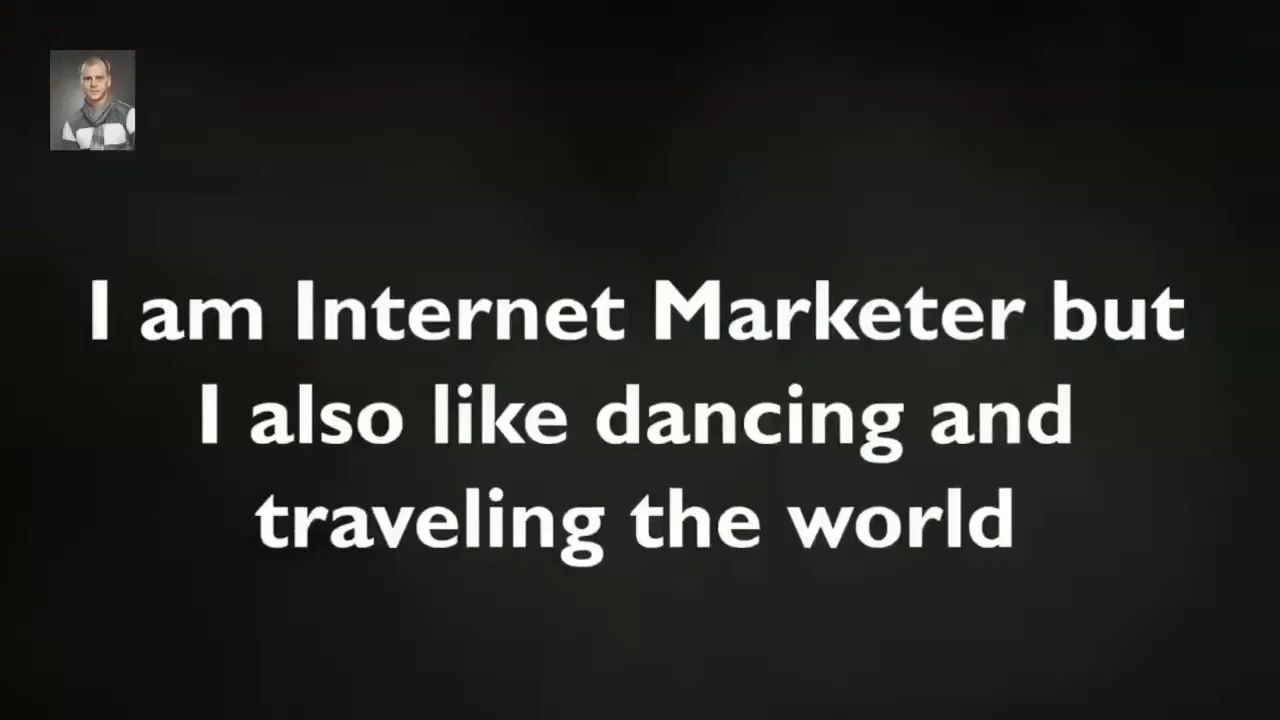 I am Internet Marketer but
I also like dancing and
traveling the world